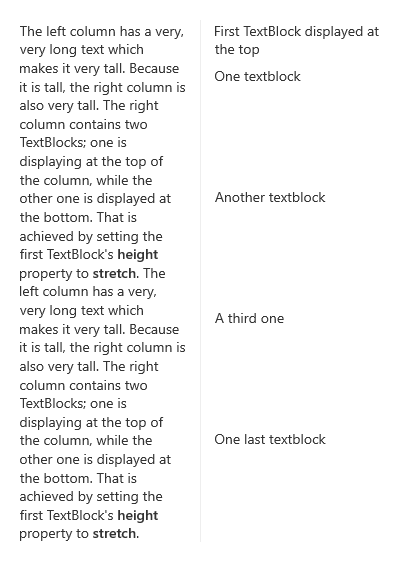 The left column has a very,
very long text which
makes it very tall. Because
it is tall, the right column is
also very tall. The right
column contains two
TextBlocks; one is
displaying at the top of
the column, while the
other one is displayed at
the bottom. That is
achieved by setting the
first TextBlock's height
property to stretch. The
left column has a very,
very long text which
makes it very tall. Because
it is tall, the right column is
also very tall. The right
column contains two
TextBlocks; one is
displaying at the top of
the column, while the
other one is displayed at
the bottom. That is
achieved by setting the
first TextBlock's height
property to stretch.
First TextBlock displayed at
the top
One textblock
Another textblock
A third one
One last textblock